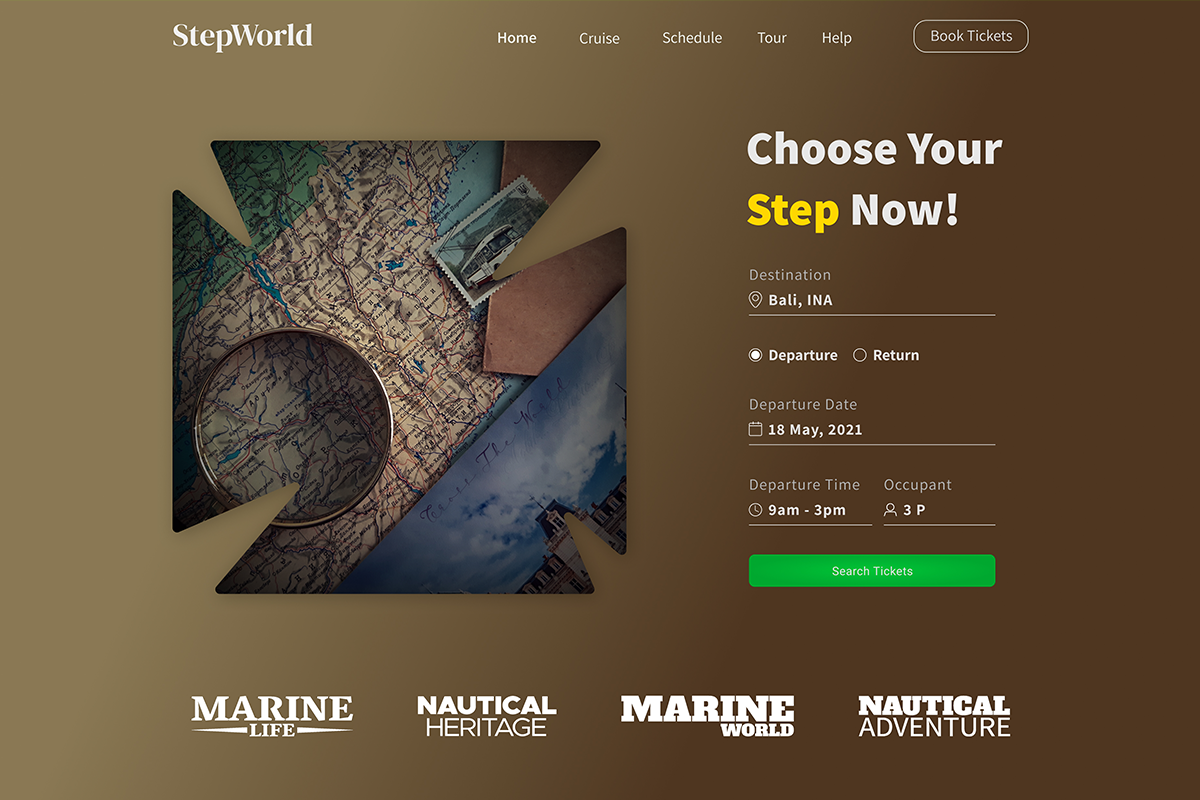 StepWorld
Home Cruise Schedule Tour Help Book Tickets
Choose Your
Step Now!
Destination
Bali, INA
Departure Return
Departure Date
18 May, 2021
Departure Time Occupant
9am - 3pm 3 P
Search Tickets
MARINE
LIFE
NAUTICAL
HERITAGE
MARINE
WORLD
NAUTICAL
ADVENTURE